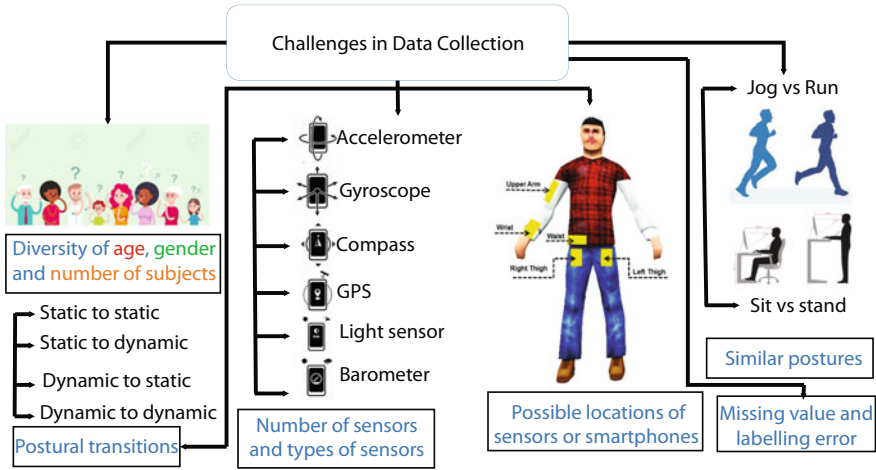 Challenges in Data Collection
Diversity of age, gender
and number of subjects
Static to static
Static to dynamic
Dynamic to static
Dynamic to dynamic
Postural transitions
Accelerometer
Gyroscope
Compass
GPS
Light sensor
Barometer
Number of sensors
and types of sensors
Upper Arm
Wrist
Waist
Right Thigh
Left Thigh
Possible locations of
sensors or smartphones
Jog vs Run
Sit vs stand
Similar postures
Missing value and
labelling error